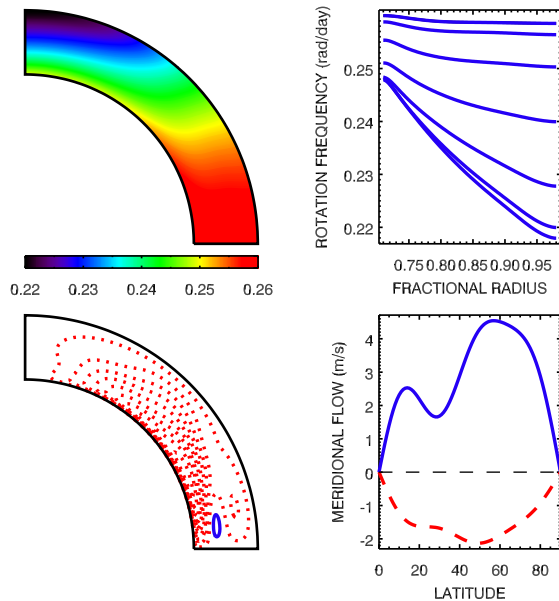 ROTATION FREQUENCY (rad/day)
0.25
0.24
0.23
0.22
0.75 0.80 0.85 0.90 0.95
FRACTIONAL RADIUS
0.22 0.23 0.24 0.25 0.26
MERIDIONAL FLOW (m/s)
4
3
2
1
0
-1
-2
0 20 40 60 80
LATITUDE